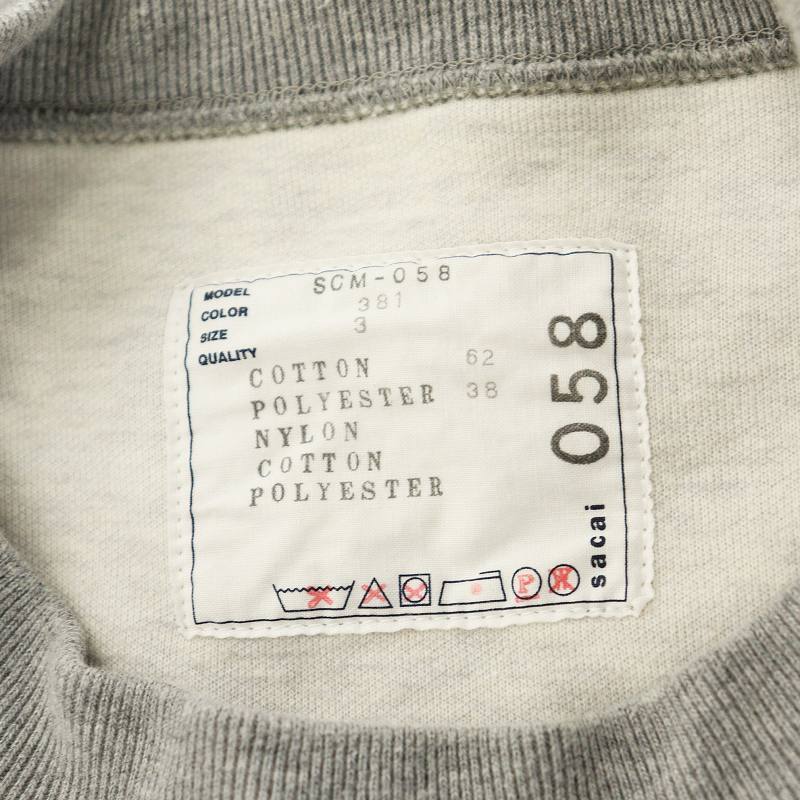 MODEL SCM-058
COLOR 381
SIZE 3
QUALITY
COTTON 62
POLYESTER 38
NYLON
COTTON
POLYESTER
P
sacai 058